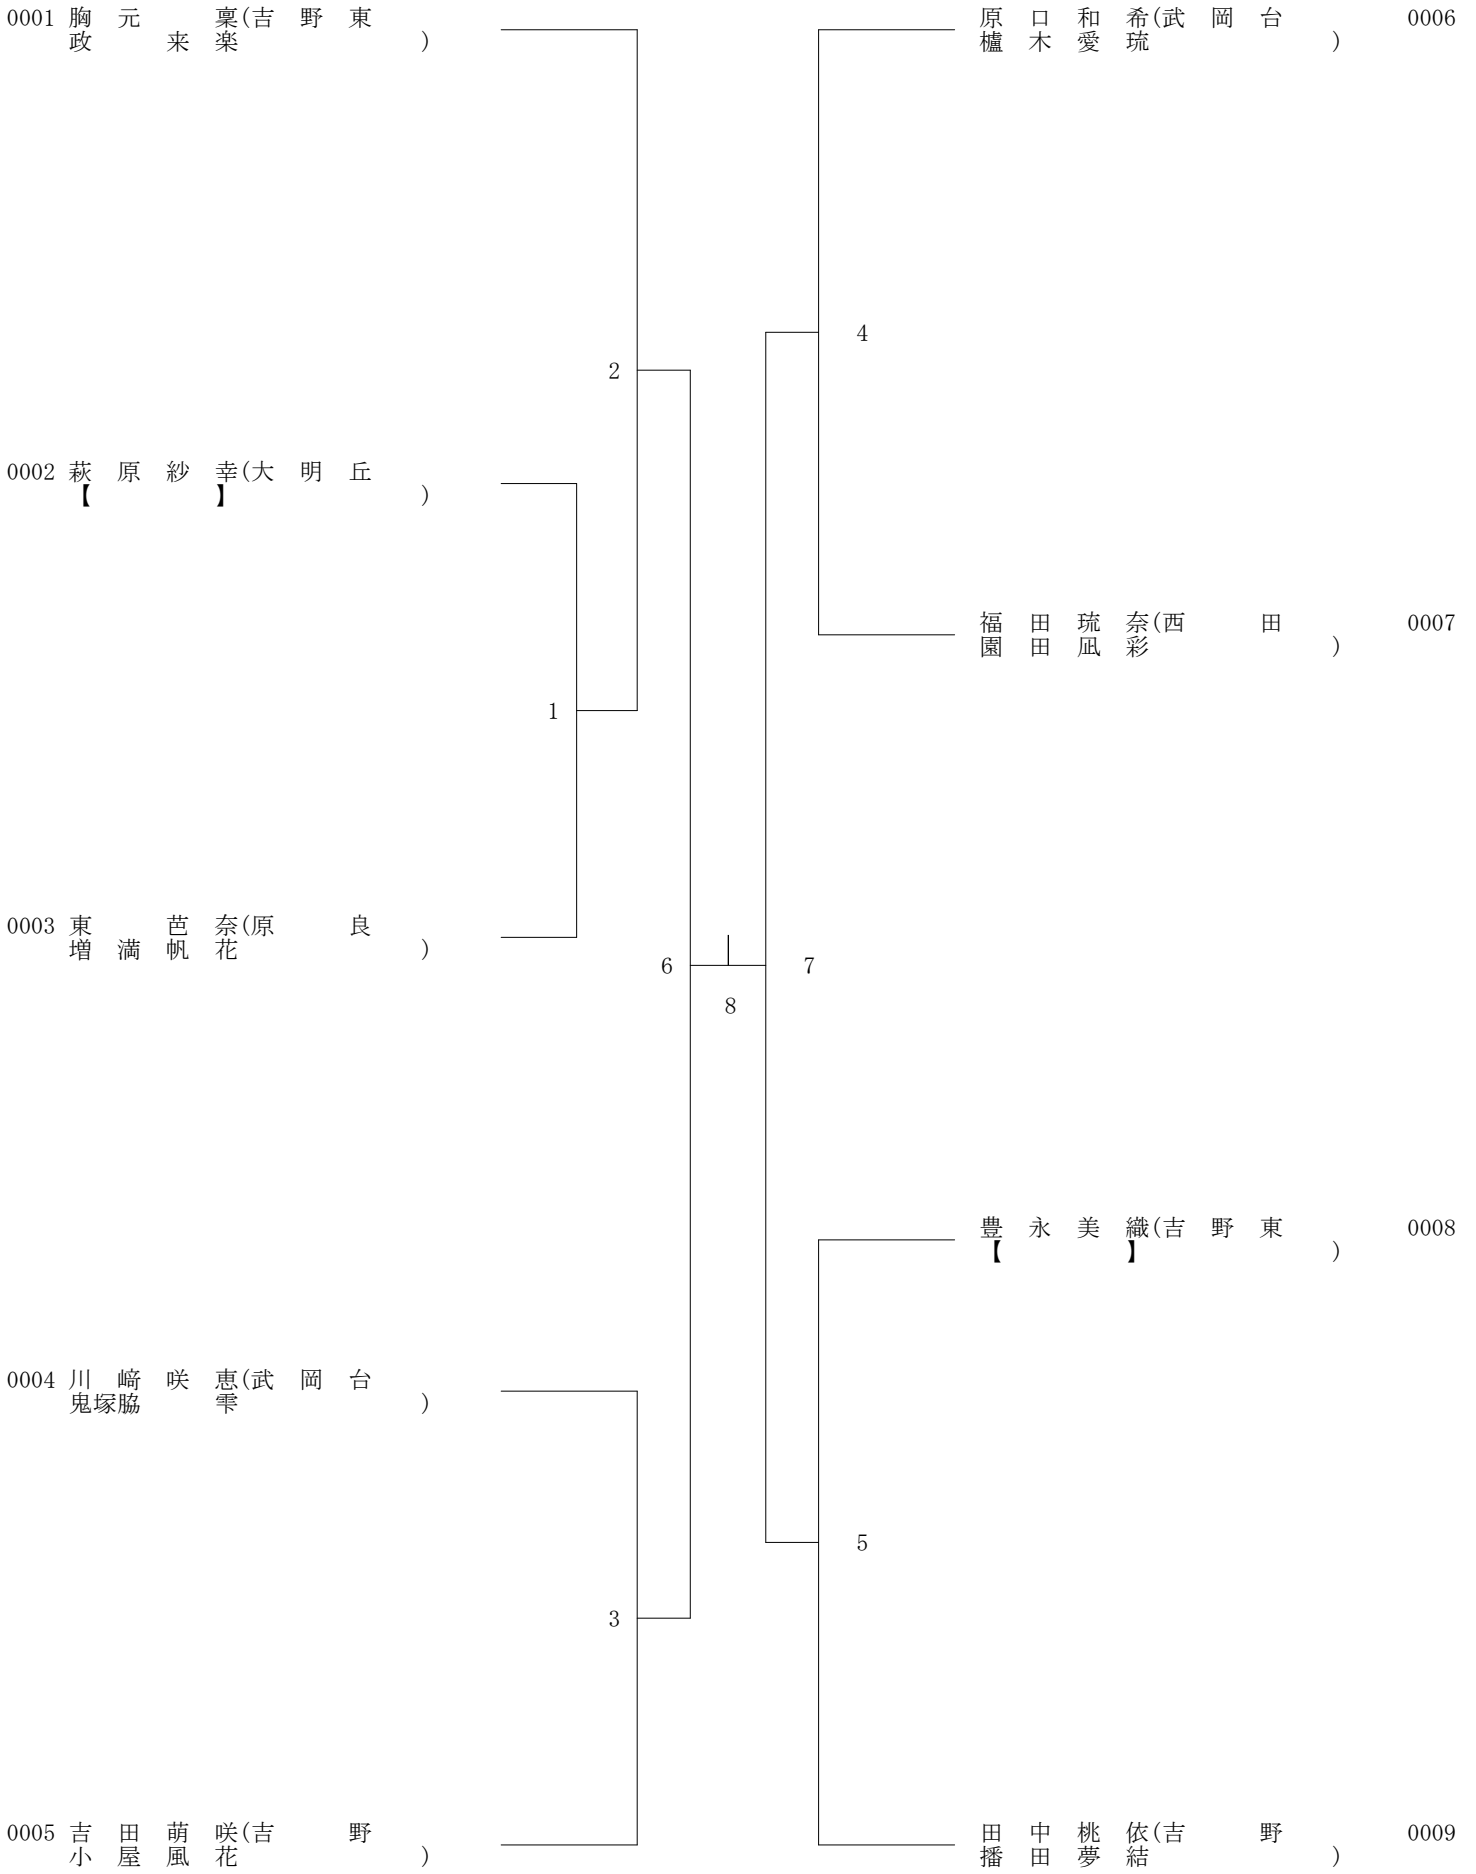 0001 胸 元 　 稟(吉 野 東
政 　 来 楽 )
0002 萩 原 紗 幸(大 明 丘
【 】 )
0003 東 　 芭 奈(原 　 良
増 満 帆 花 )
0004 川 﨑 咲 恵(武 岡 台
鬼塚脇 　 雫 )
0005 吉 田 萌 咲(吉 　 野
小 屋 風 花 )
1
2
3
6
8
7
4
5
原 口 和 希(武 岡 台 0006
櫨 木 愛 琉 )
福 田 琉 奈(西 　 田 0007
園 田 凪 彩 )
豊 永 美 織(吉 野 東 0008
【 】 )
田 中 桃 依(吉 　 野 0009
播 田 夢 結 )